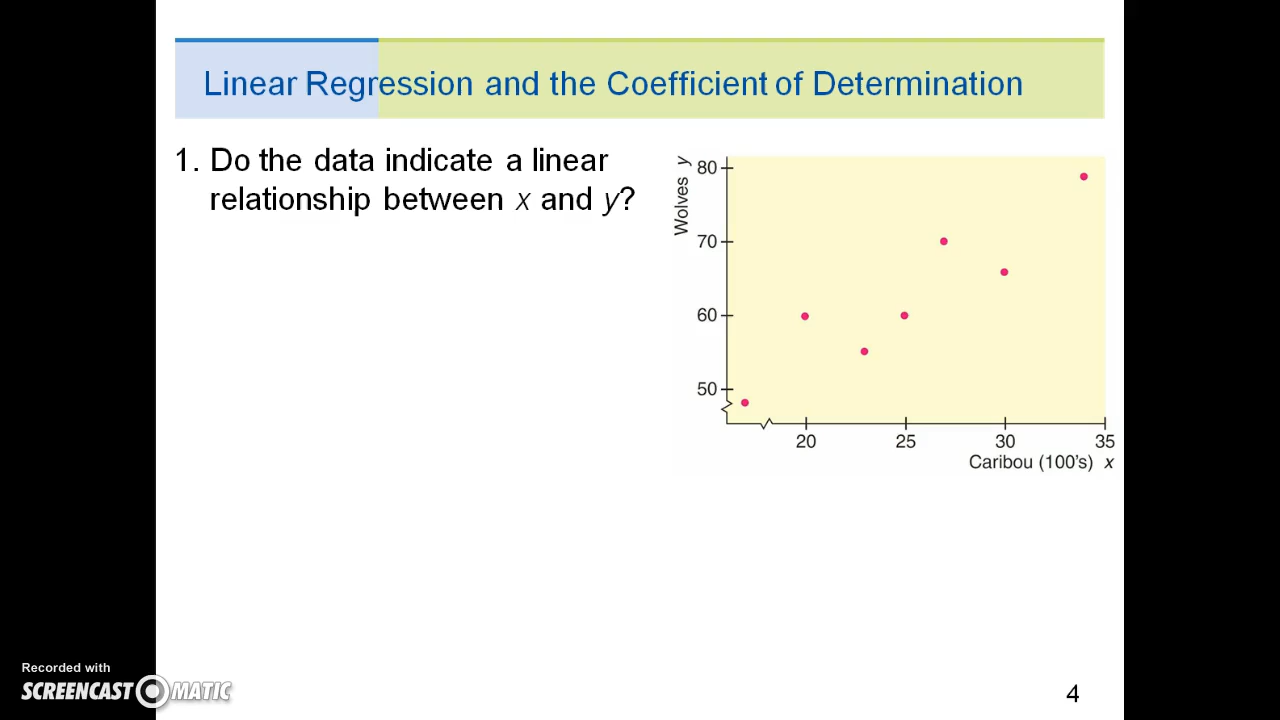 Linear Regression and the Coefficient of Determination
1. Do the data indicate a linear
relationship between x and y?
Wolves y
80
70
60
50
20 25 30 35
Caribou (100's) x
Recorded with
SCREENCAST MATIC
4